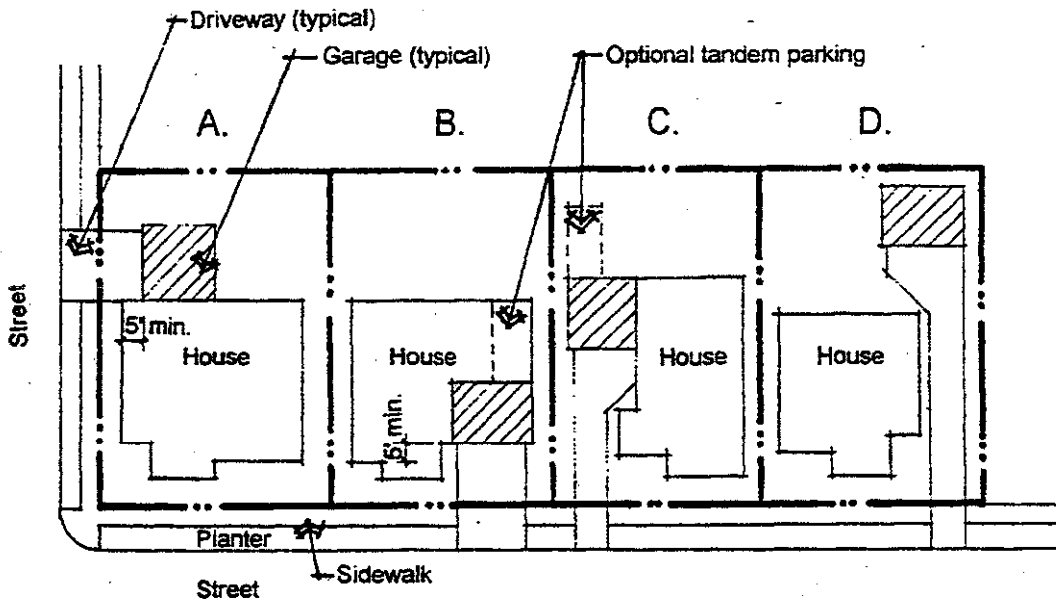 Driveway (typical)
Garage (typical)
Optional tandem parking
A.
B.
C.
D.
Street
5' min.
House
House
5' min.
House
House
Planter
Sidewalk
Street